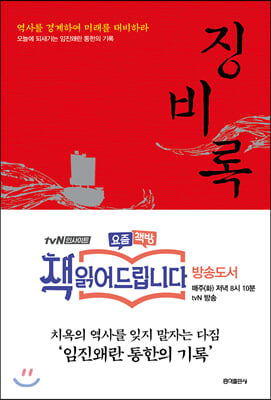 역사를 경계하여 미래를 대비하라
오늘에 되새기는 임진왜란 통한의 기록
징비록
tvN 인사이트
요즘책방
책 읽어드립니다
방송도서
매주(화) 저녁 8시 10분
tvN 방송
치욕의 역사를 잊지 말자는 다짐
‘임진왜란 통한의 기록’
홍익출판사